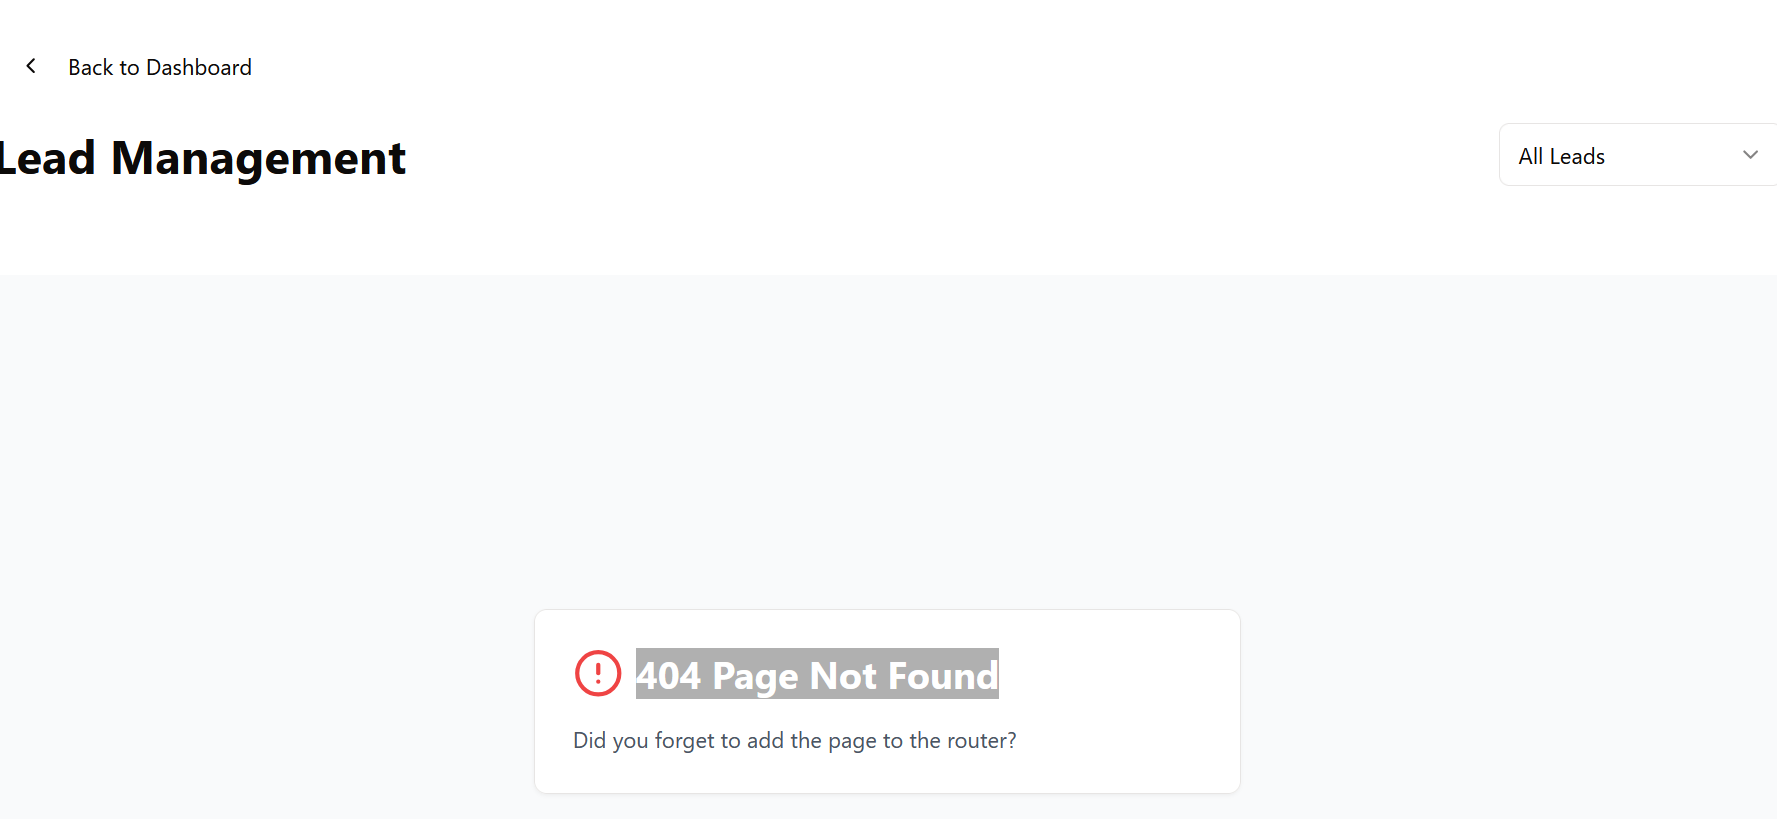 Back to Dashboard
Lead Management
All Leads
404 Page Not Found
Did you forget to add the page to the router?